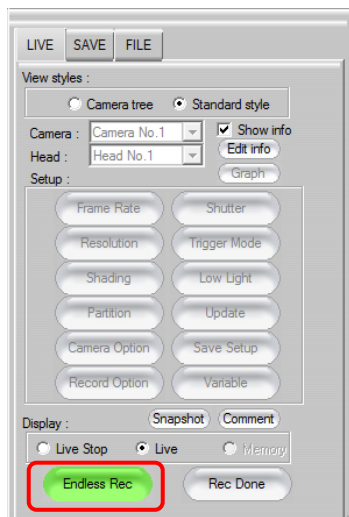 LIVE SAVE FILE
View styles :
Camera tree Standard style
Camera : Camera No.1 Show info
Head : Head No.1 Edit info
Setup : Graph
Frame Rate Shutter
Resolution Trigger Mode
Shading Low Light
Partition Update
Camera Option Save Setup
Record Option Variable
Display : Snapshot Comment
Live Stop Live Memory
Endless Rec Rec Done